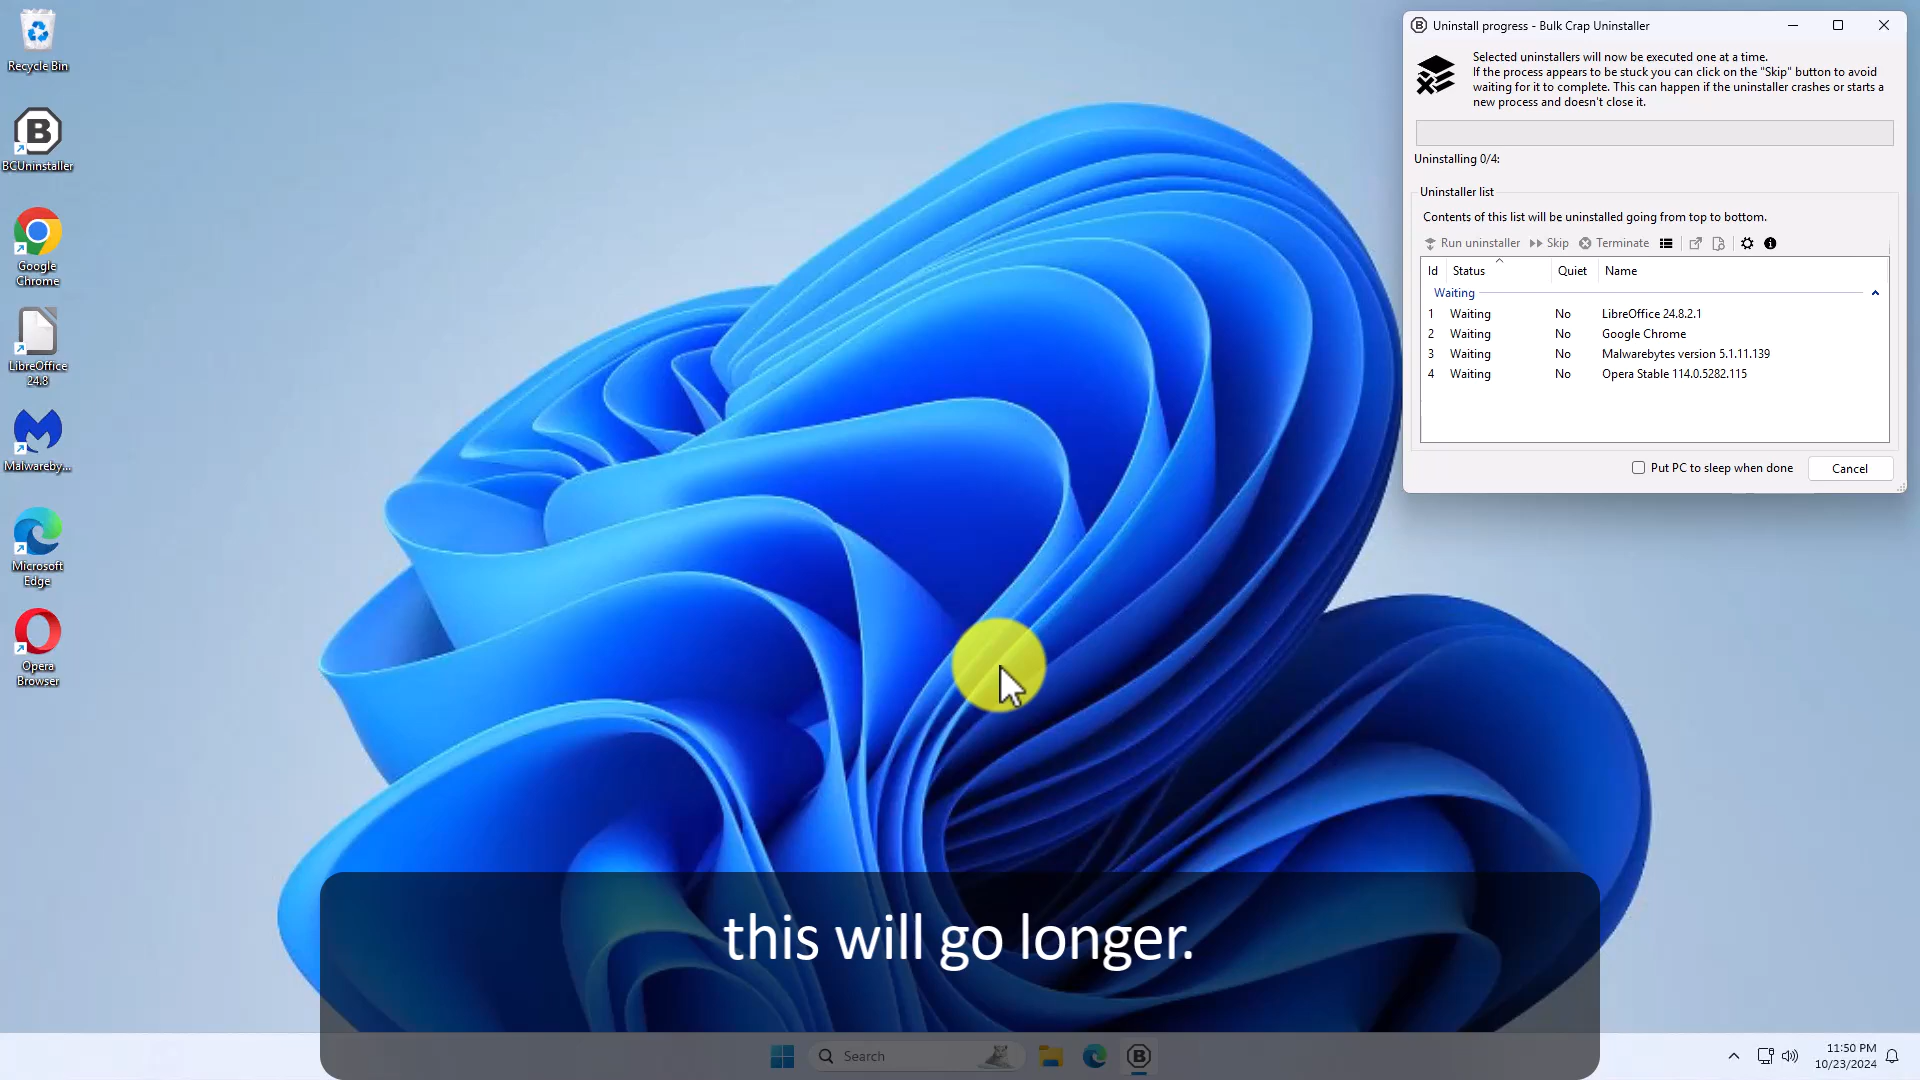 Recycle Bin
BCUninstaller
Google
Chrome
LibreOffice
24.8
Malwareby...
Microsoft
Edge
Opera
Browser
Uninstall progress - Bulk Crap Uninstaller
Selected uninstallers will now be executed one at a time.
If the process appears to be stuck you can click on the "Skip" button to avoid
waiting for it to complete. This can happen if the uninstaller crashes or starts a
new process and doesn't close it.
Uninstalling 0/4:
Uninstaller list
Contents of this list will be uninstalled going from top to bottom.
Run uninstaller Skip Terminate
Id Status Quiet Name
Waiting
1 Waiting No LibreOffice 24.8.2.1
2 Waiting No Google Chrome
3 Waiting No Malwarebytes version 5.1.11.139
4 Waiting No Opera Stable 114.0.5282.115
Put PC to sleep when done Cancel
this will go longer.
Search
11:50 PM
10/23/2024